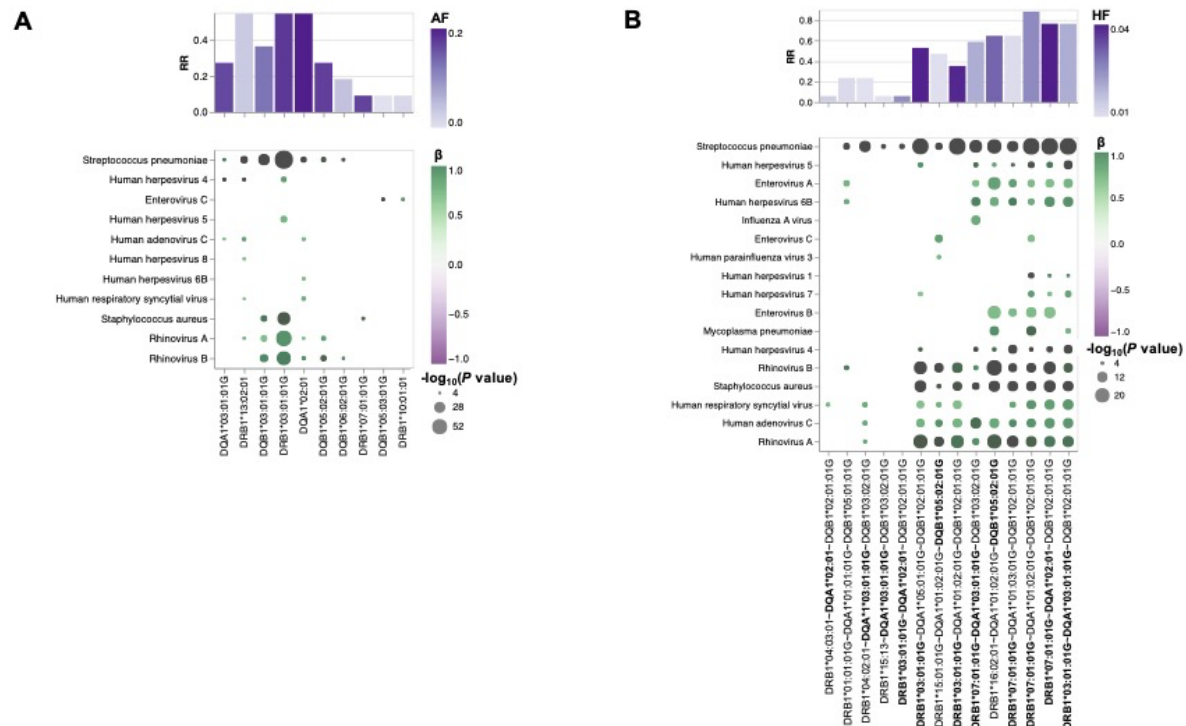 A
RR
0.4
0.2
0.0
AF
0.2
0.0
Streptococcus pneumoniae
Human herpesvirus 4
Enterovirus C
Human herpesvirus 5
Human adenovirus C
Human herpesvirus 8
Human herpesvirus 6B
Human respiratory syncytial virus
Staphylococcus aureus
Rhinovirus A
Rhinovirus B
β
1.0
0.5
0.0
−0.5
−1.0
-log10(P value)
4
28
52
DQA1*03:01:01G
DRB1*13:02:01
DQB1*03:01:01G
DRB1*03:01:01G
DQA1*02:01
DQB1*05:02:01G
DQB1*06:02:01G
DRB1*07:01:01G
DQB1*05:03:01G
DRB1*10:01:01
B
RR
0.8
0.6
0.4
0.2
0.0
HF
0.04
0.01
Streptococcus pneumoniae
Human herpesvirus 5
Enterovirus A
Human herpesvirus 6B
Influenza A virus
Enterovirus C
Human parainfluenza virus 3
Human herpesvirus 1
Human herpesvirus 7
Enterovirus B
Mycoplasma pneumoniae
Human herpesvirus 4
Rhinovirus B
Staphylococcus aureus
Human respiratory syncytial virus
Human adenovirus C
Rhinovirus A
β
1.0
0.5
0.0
−0.5
−1.0
-log10(P value)
4
12
20
DRB1*04:03:01~DQA1*02:01~DQB1*02:01:01G
DRB1*01:01:01G~DQA1*01:01:01G~DQB1*05:01:01G
DRB1*04:02:01~DQA1*03:01:01G~DQB1*03:02:01G
DRB1*15:13~DQA1*03:01:01G~DQB1*03:02:01G
DRB1*03:01:01G~DQA1*02:01~DQB1*02:01:01G
DRB1*03:01:01G~DQA1*05:01:01G~DQB1*02:01:01G
DRB1*15:01:01G~DQA1*01:02:01G~DQB1*05:02:01G
DRB1*03:01:01G~DQA1*01:02:01G~DQB1*02:01:01G
DRB1*07:01:01G~DQA1*03:01:01G~DQB1*03:02:01G
DRB1*16:02:01~DQA1*01:02:01G~DQB1*05:02:01G
DRB1*07:01:01G~DQA1*01:03:01G~DQB1*02:01:01G
DRB1*07:01:01G~DQA1*01:02:01G~DQB1*02:01:01G
DRB1*07:01:01G~DQA1*02:01~DQB1*02:01:01G
DRB1*03:01:01G~DQA1*03:01:01G~DQB1*02:01:01G